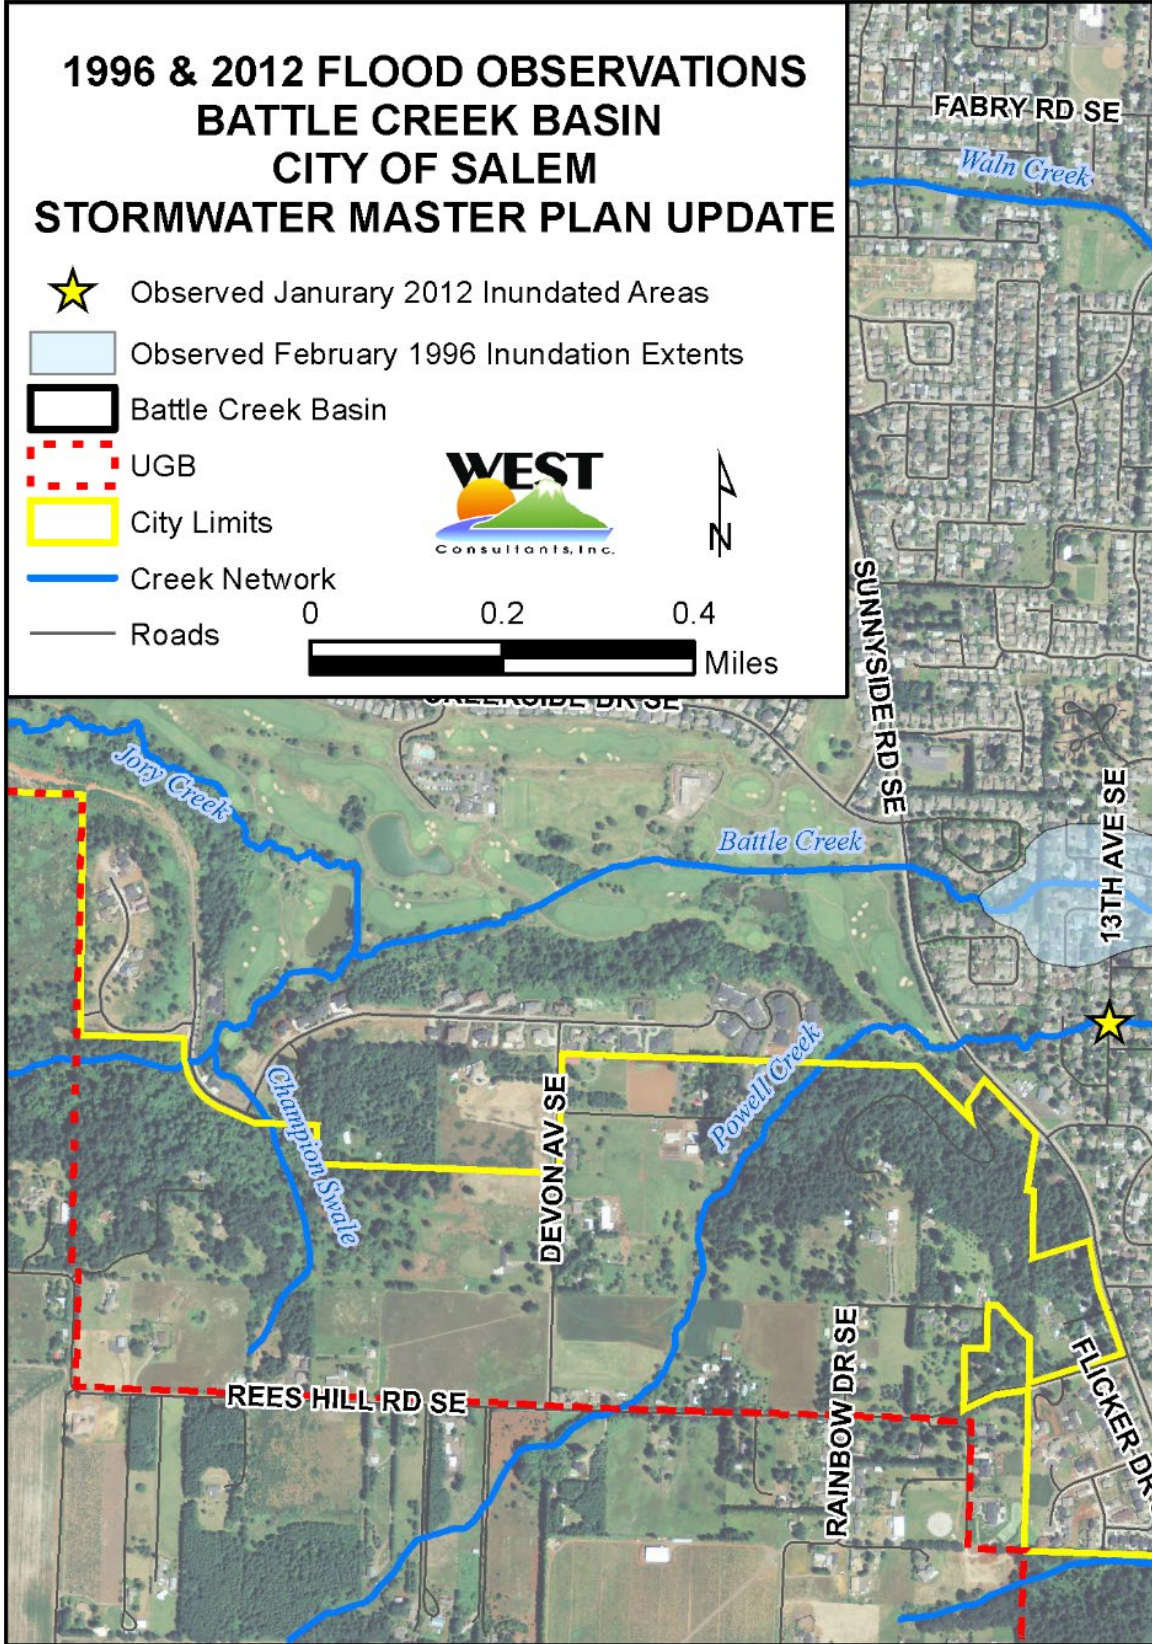 1996 & 2012 FLOOD OBSERVATIONS
BATTLE CREEK BASIN
CITY OF SALEM
STORMWATER MASTER PLAN UPDATE
Observed Janurary 2012 Inundated Areas
Observed February 1996 Inundation Extents
Battle Creek Basin
UGB
City Limits
Creek Network
Roads
WEST
Consultants, Inc.
N
0 0.2 0.4
Miles
FABRY RD SE
Waln Creek
SUNNYSIDE RD SE
DR SE
Jory Creek
Battle Creek
13TH AVE SE
Champion Swale
DEVON AV SE
Powell Creek
REES HILL RD SE
RAINBOW DR SE
FLICKER DR